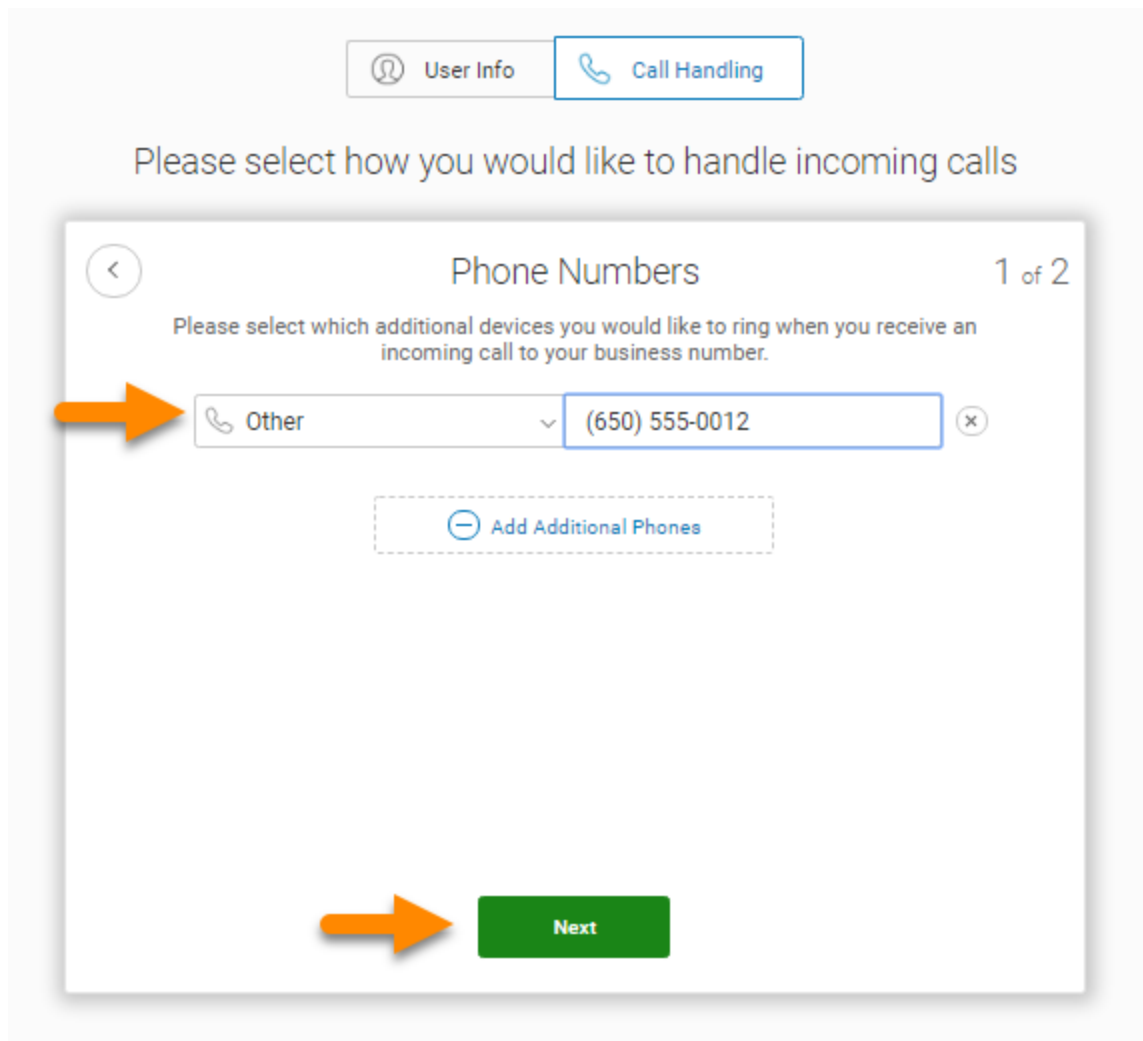 User Info
Call Handling
Please select how you would like to handle incoming calls
Phone Numbers
1 of 2
Please select which additional devices you would like to ring when you receive an
incoming call to your business number.
Other
(650) 555-0012
Add Additional Phones
Next